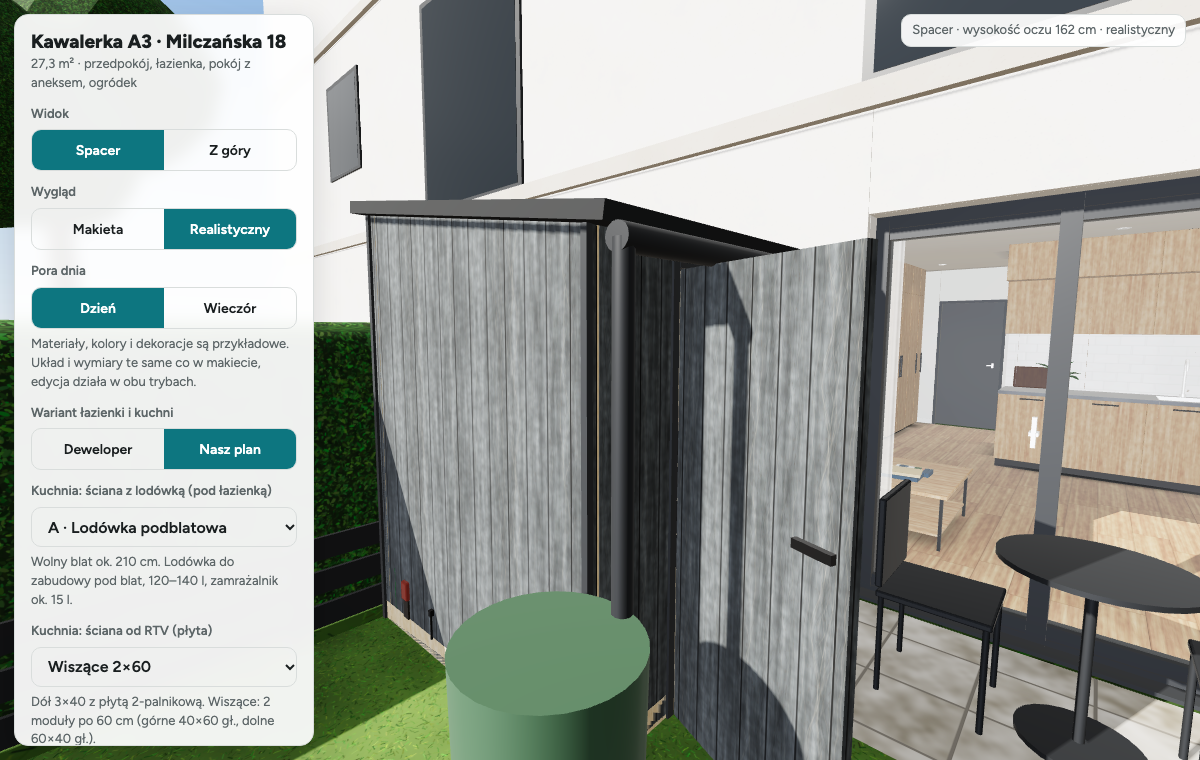 Kawalerka A3 · Milczańska 18
27,3 m² · przedpokój, łazienka, pokój z
aneksem, ogródek
Widok
Spacer
Z góry
Wygląd
Makieta
Realistyczny
Pora dnia
Dzień
Wieczór
Materiały, kolory i dekoracje są przykładowe.
Układ i wymiary te same co w makiecie,
edycja działa w obu trybach.
Wariant łazienki i kuchni
Deweloper
Nasz plan
Kuchnia: ściana z lodówką (pod łazienką)
A · Lodówka podblatowa
Wolny blat ok. 210 cm. Lodówka do
zabudowy pod blat, 120–140 l, zamrażalnik
ok. 15 l.
Kuchnia: ściana od RTV (płyta)
Wiszące 2×60
Dół 3×40 z płytą 2-palnikową. Wiszące: 2
moduły po 60 cm (górne 40×60 gł., dolne
60×40 gł.).
Spacer · wysokość oczu 162 cm · realistyczny